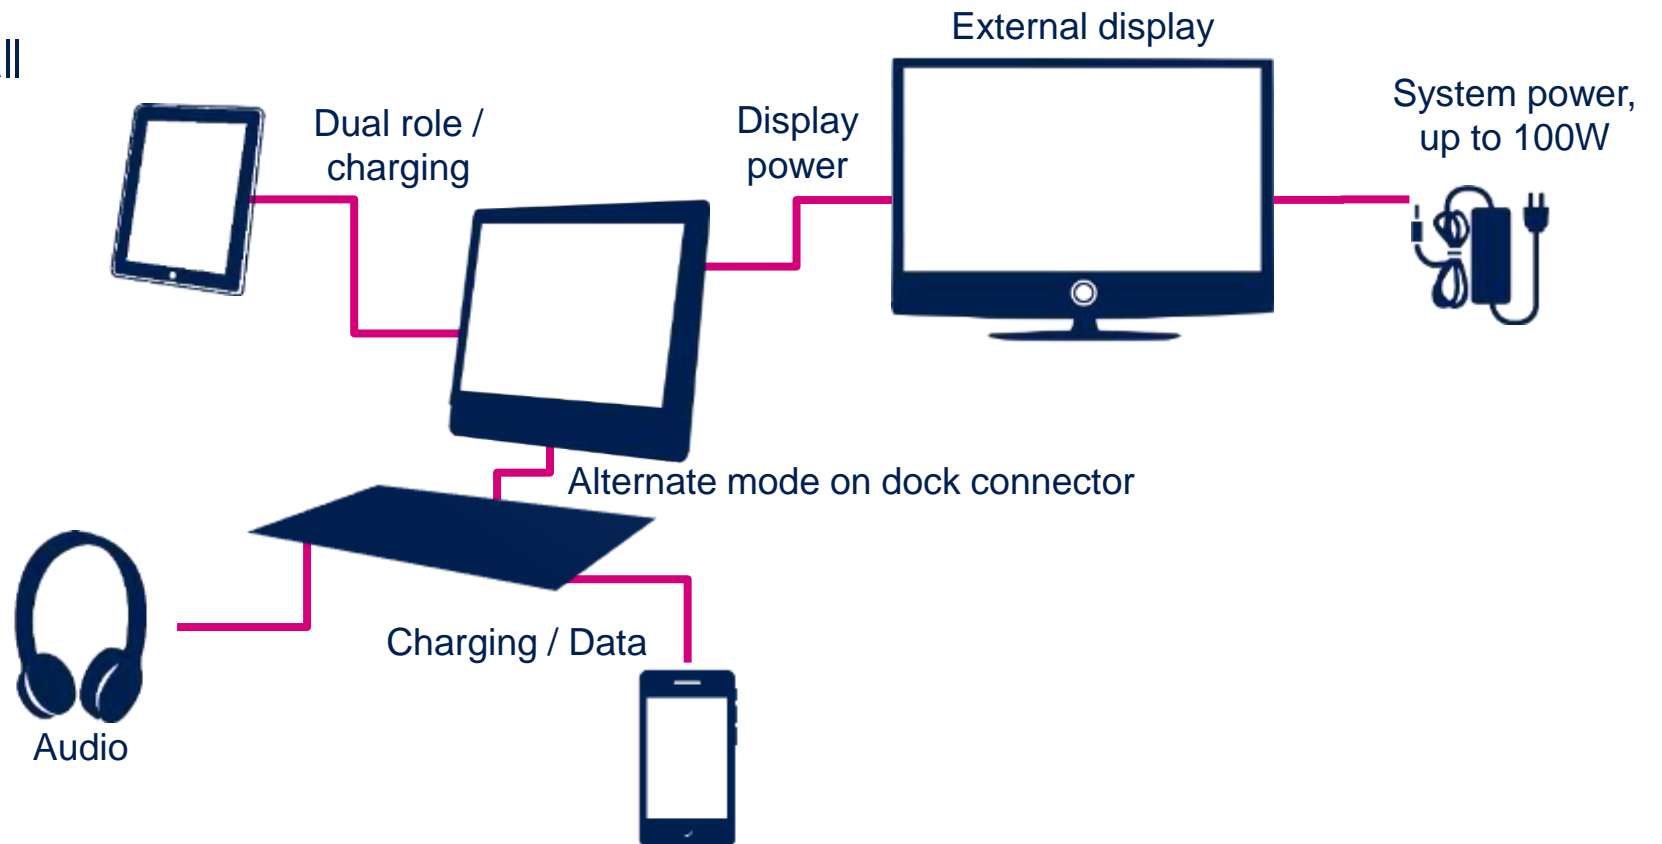 External display
System power,
up to 100W
Dual role /
charging
Display
power
Alternate mode on dock connector
Charging / Data
Audio